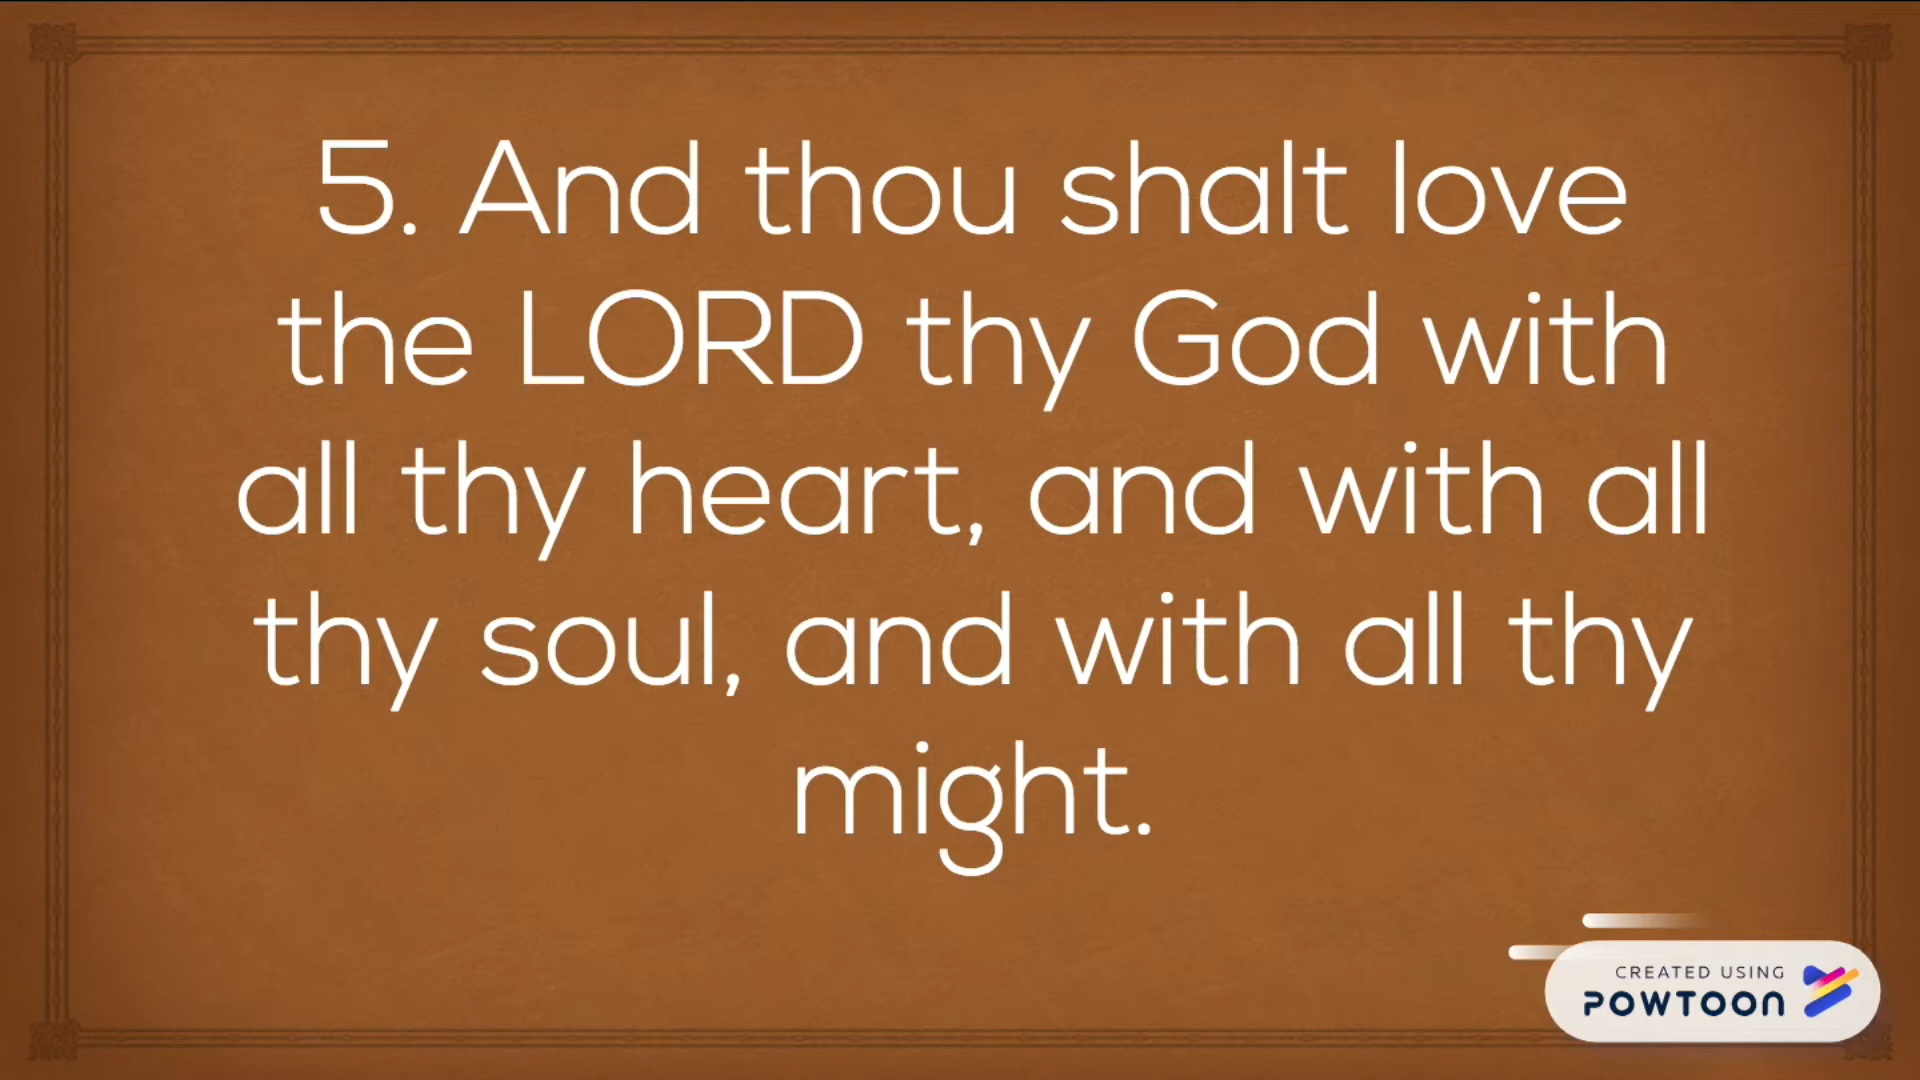 5. And thou shalt love
the LORD thy God with
all thy heart, and with all
thy soul, and with all thy
might.
CREATED USING
POWTOON